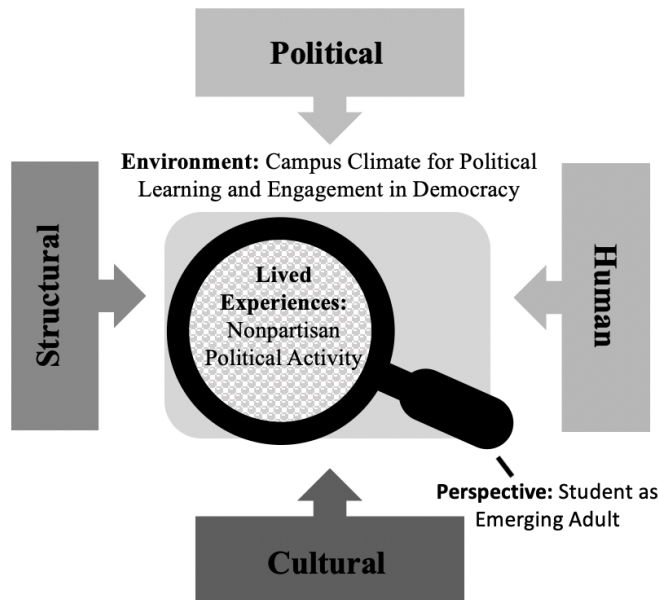 Political
Environment: Campus Climate for Political
Learning and Engagement in Democracy
Structural
Lived
Experiences:
Nonpartisan
Political Activity
Human
Perspective: Student as
Emerging Adult
Cultural